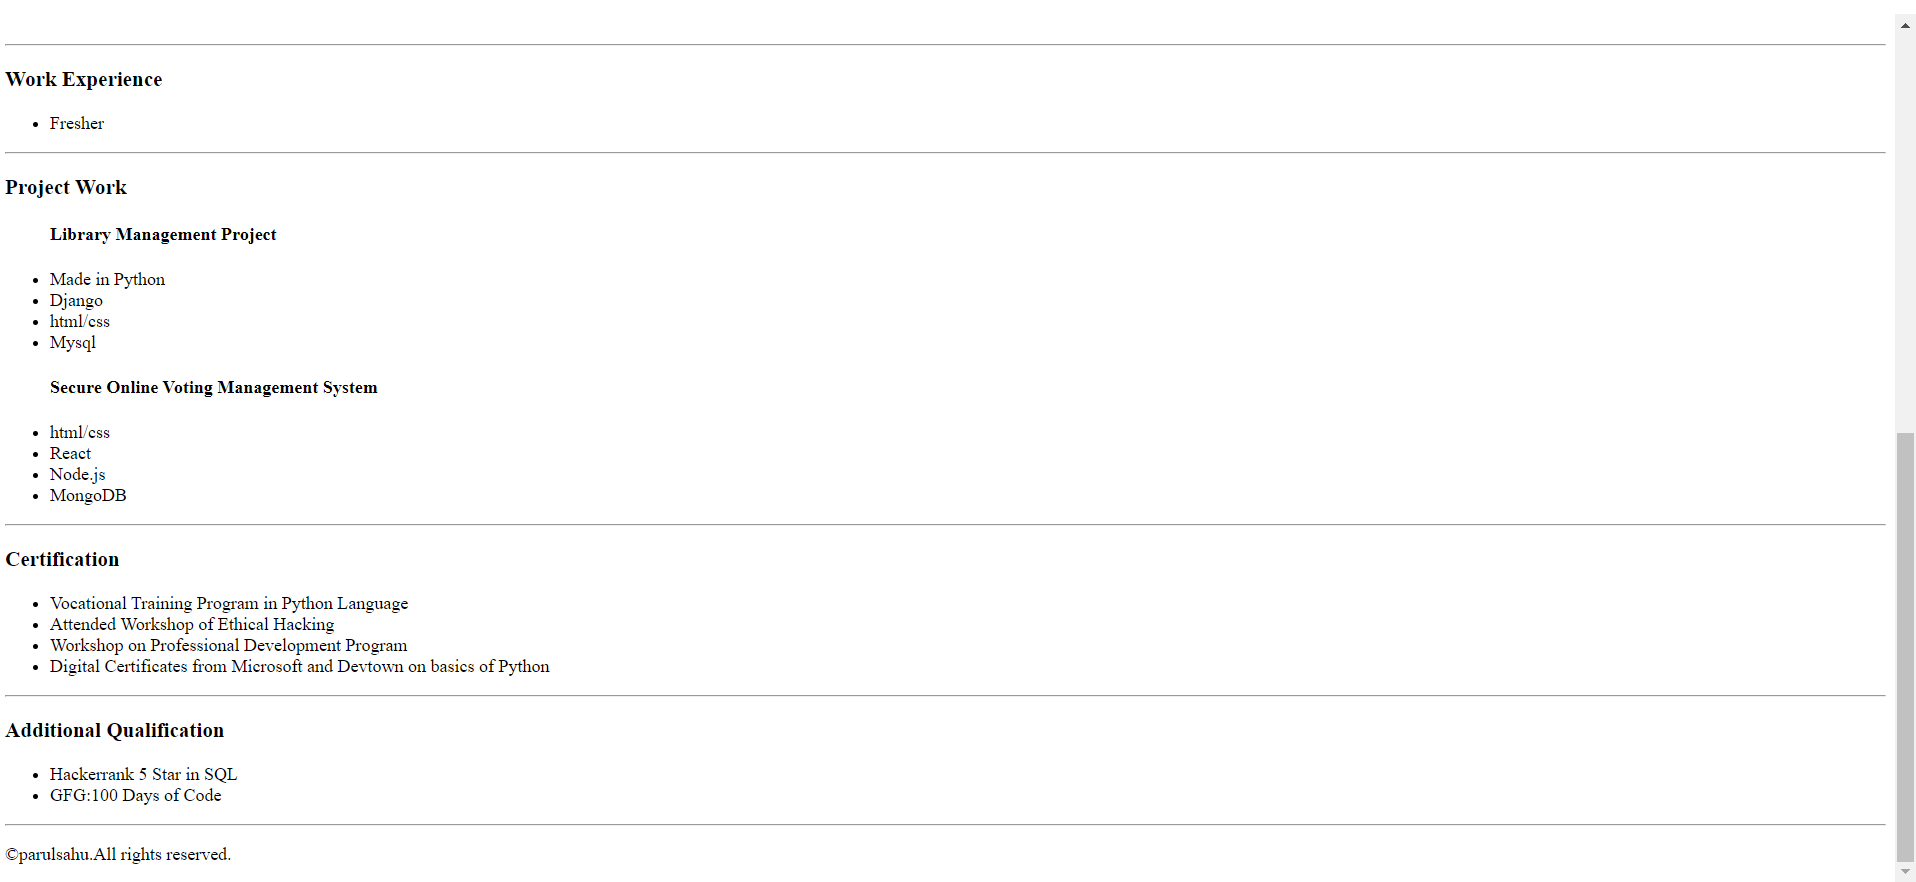 Work Experience
Fresher
Project Work
Library Management Project
Made in Python
Django
html/css
Mysql
Secure Online Voting Management System
html/css
React
Node.js
MongoDB
Certification
Vocational Training Program in Python Language
Attended Workshop of Ethical Hacking
Workshop on Professional Development Program
Digital Certificates from Microsoft and Devtown on basics of Python
Additional Qualification
Hackerrank 5 Star in SQL
GFG:100 Days of Code
©parulsahu.All rights reserved.